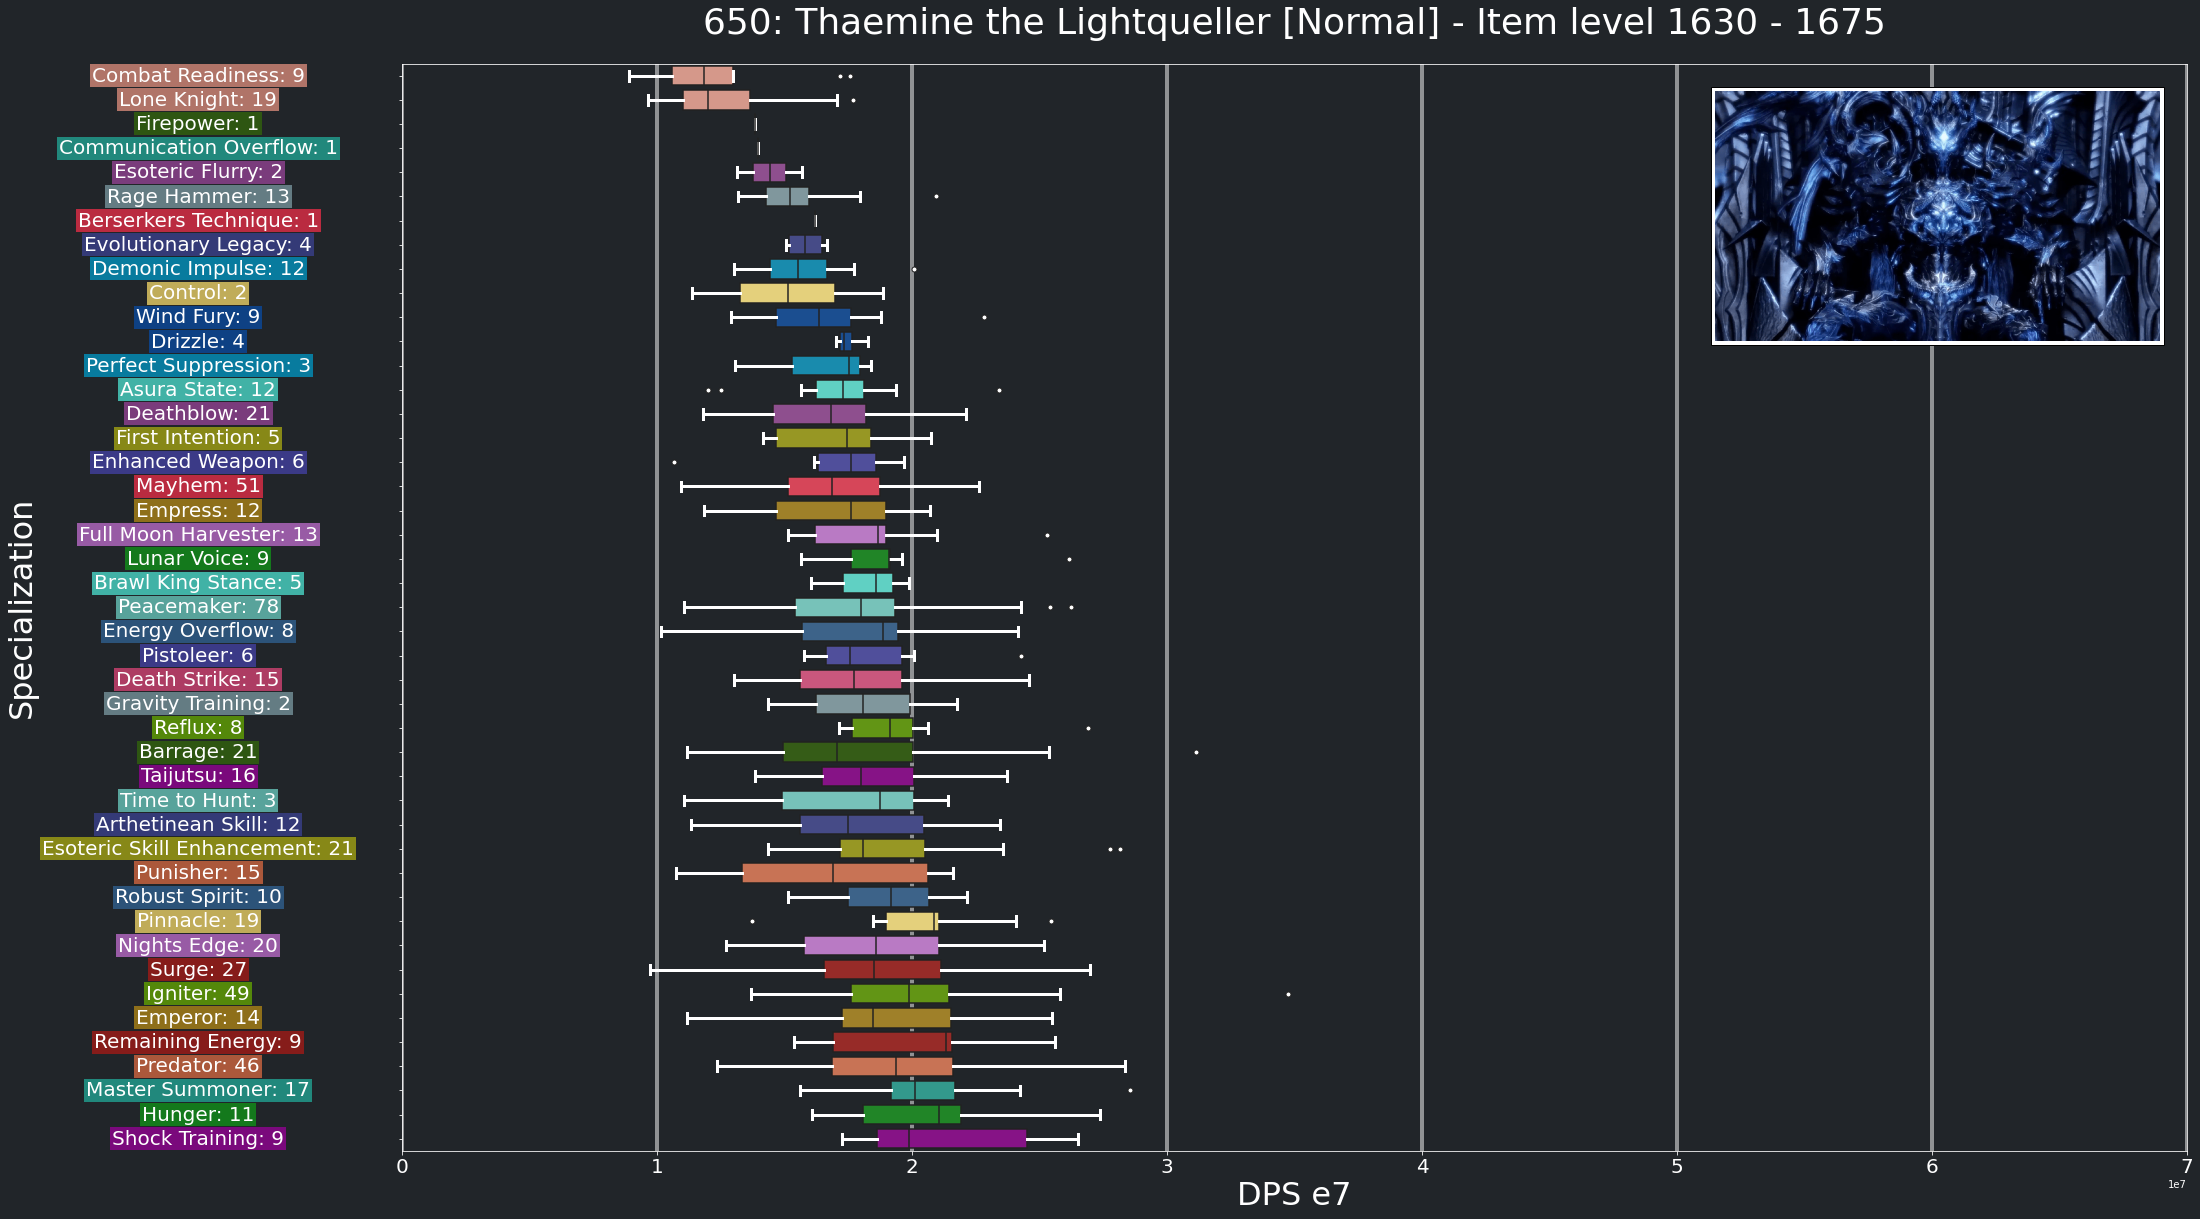 650: Thaemine the Lightqueller [Normal] - Item level 1630 - 1675
Combat Readiness: 9
Lone Knight: 19
Firepower: 1
Communication Overflow: 1
Esoteric Flurry: 2
Rage Hammer: 13
Berserkers Technique: 1
Evolutionary Legacy: 4
Demonic Impulse: 12
Control: 2
Wind Fury: 9
Drizzle: 4
Perfect Suppression: 3
Asura State: 12
Deathblow: 21
First Intention: 5
Enhanced Weapon: 6
Mayhem: 51
Empress: 12
Full Moon Harvester: 13
Lunar Voice: 9
Brawl King Stance: 5
Peacemaker: 78
Energy Overflow: 8
Pistoleer: 6
Death Strike: 15
Gravity Training: 2
Reflux: 8
Barrage: 21
Taijutsu: 16
Time to Hunt: 3
Arthetinean Skill: 12
Esoteric Skill Enhancement: 21
Punisher: 15
Robust Spirit: 10
Pinnacle: 19
Nights Edge: 20
Surge: 27
Igniter: 49
Emperor: 14
Remaining Energy: 9
Predator: 46
Master Summoner: 17
Hunger: 11
Shock Training: 9
Specialization
0 1 2 3 4 5 6 7
1e7
DPS e7